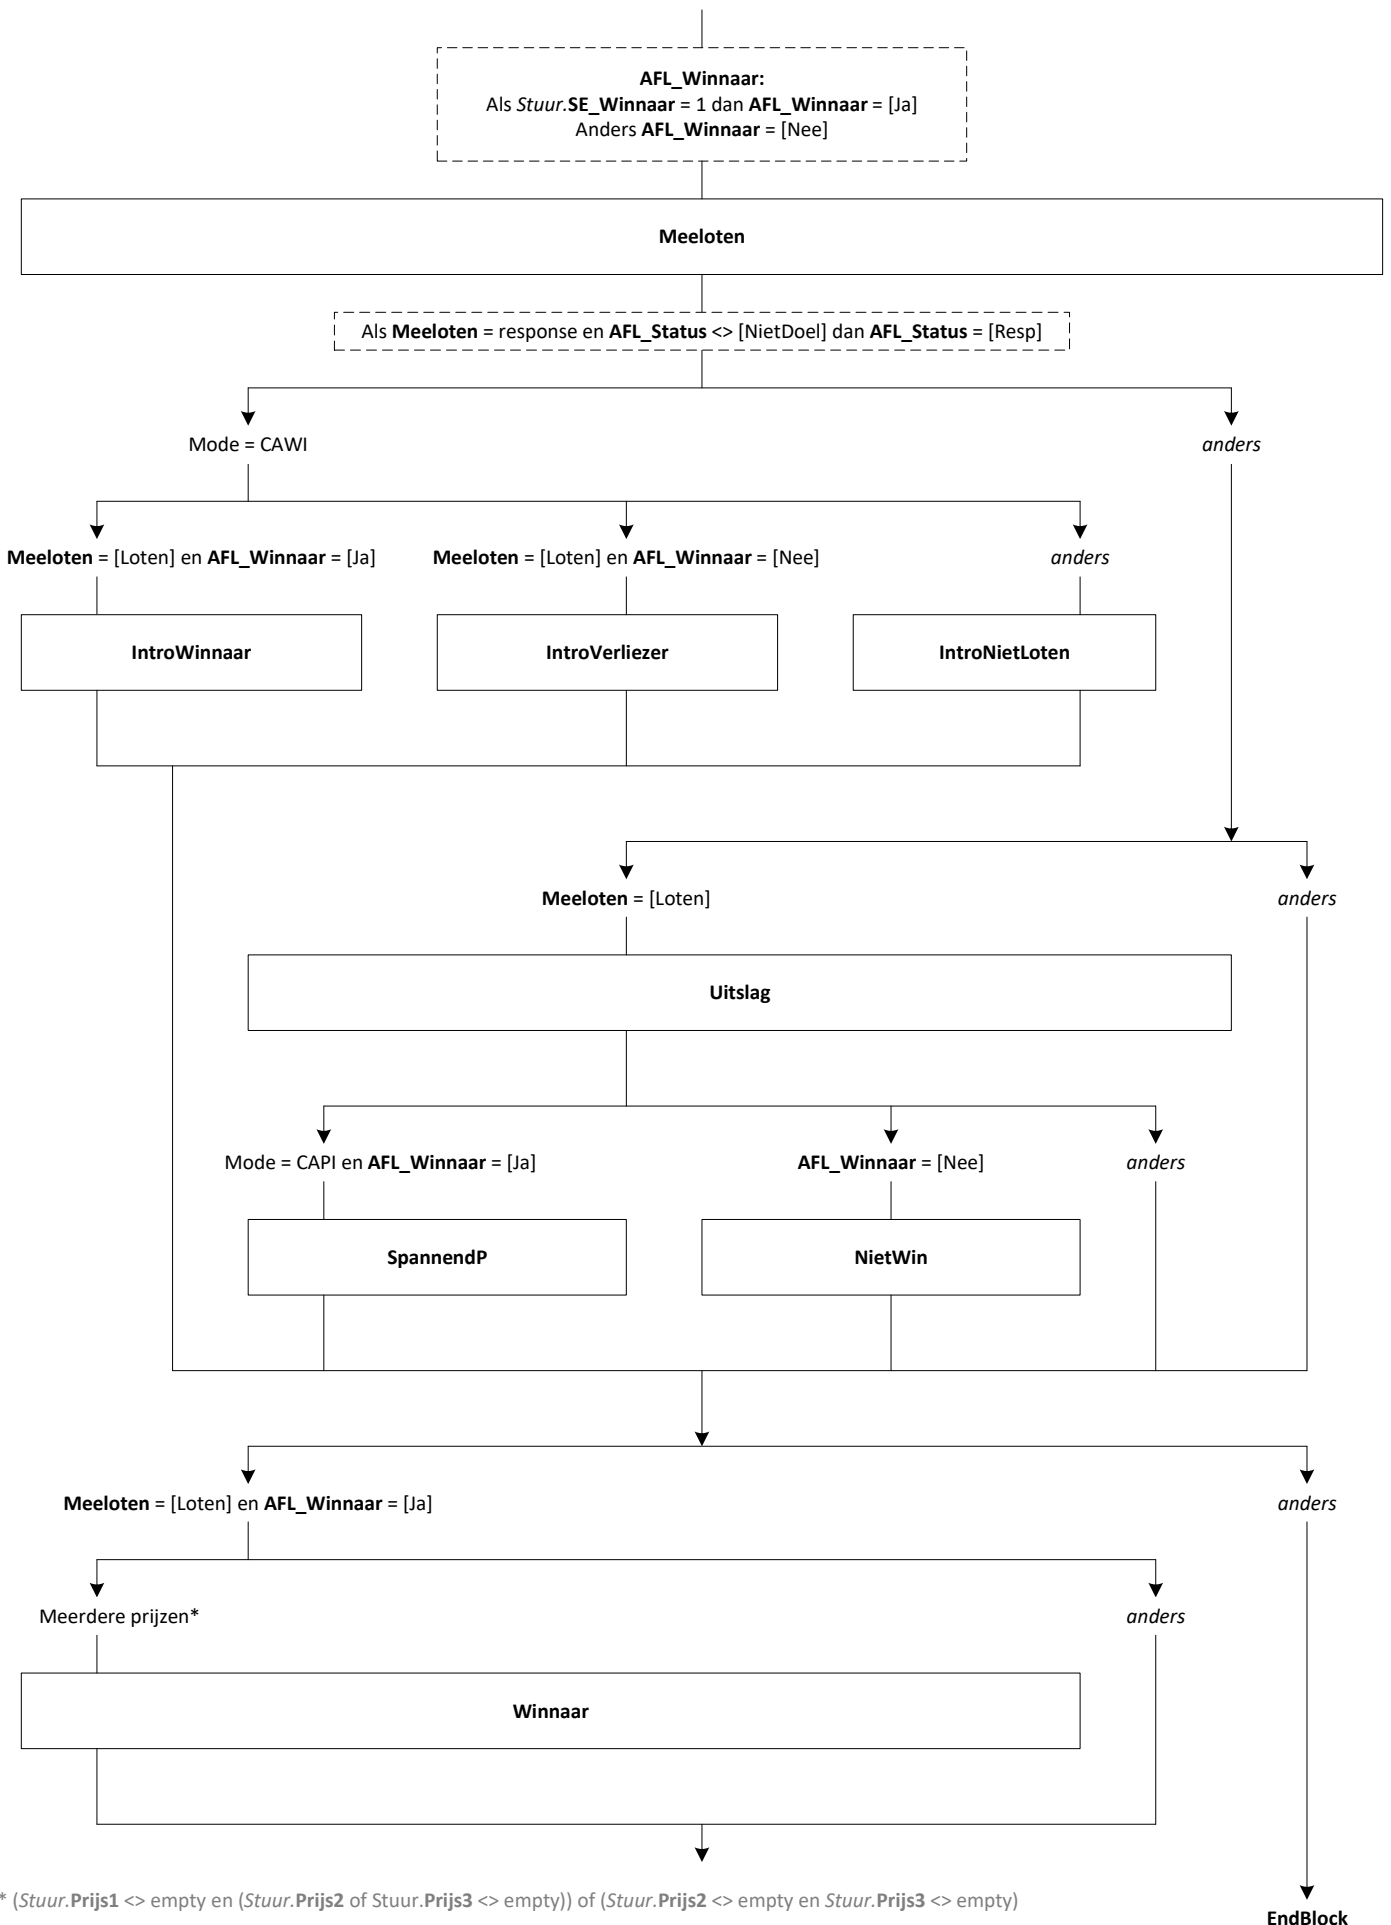 AFL_Winnaar:
Als Stuur.SE_Winnaar = 1 dan AFL_Winnaar = [Ja]
Anders AFL_Winnaar = [Nee]
Meeloten
Als Meeloten = response en AFL_Status <> [NietDoel] dan AFL_Status = [Resp]
Mode = CAWI
anders
Meeloten = [Loten] en AFL_Winnaar = [Ja]
Meeloten = [Loten] en AFL_Winnaar = [Nee]
anders
IntroWinnaar
IntroVerliezer
IntroNietLoten
Meeloten = [Loten]
anders
Uitslag
Mode = CAPI en AFL_Winnaar = [Ja]
AFL_Winnaar = [Nee]
anders
SpannendP
NietWin
Meeloten = [Loten] en AFL_Winnaar = [Ja]
anders
Meerdere prijzen*
anders
Winnaar
* (Stuur.Prijs1 <> empty en (Stuur.Prijs2 of Stuur.Prijs3 <> empty)) of (Stuur.Prijs2 <> empty en Stuur.Prijs3 <> empty)
EndBlock